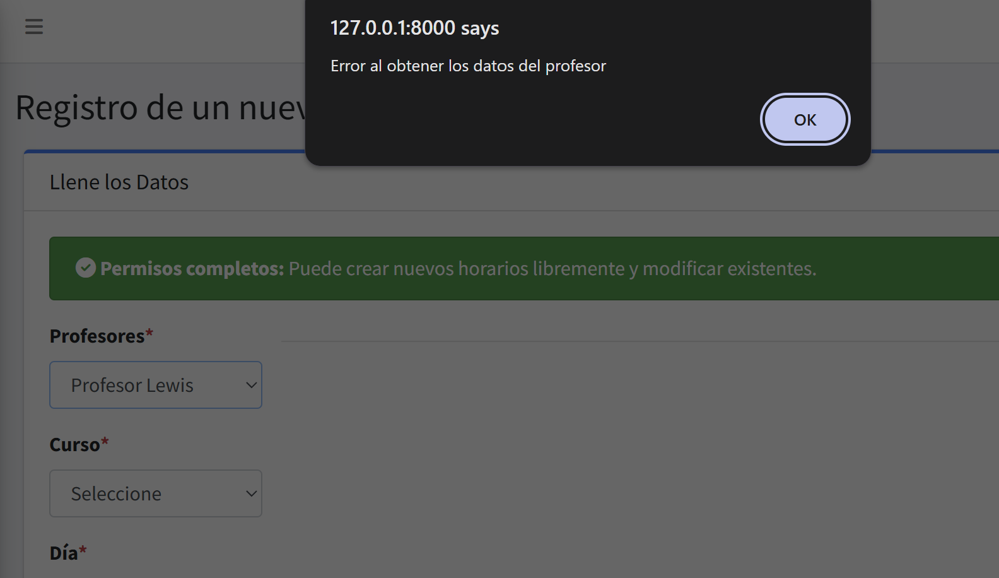 127.0.0.1:8000 says
Error al obtener los datos del profesor
OK
Registro de un nuev
Llene los Datos
Permisos completos: Puede crear nuevos horarios libremente y modificar existentes.
Profesores*
Profesor Lewis
Curso*
Seleccione
Día*